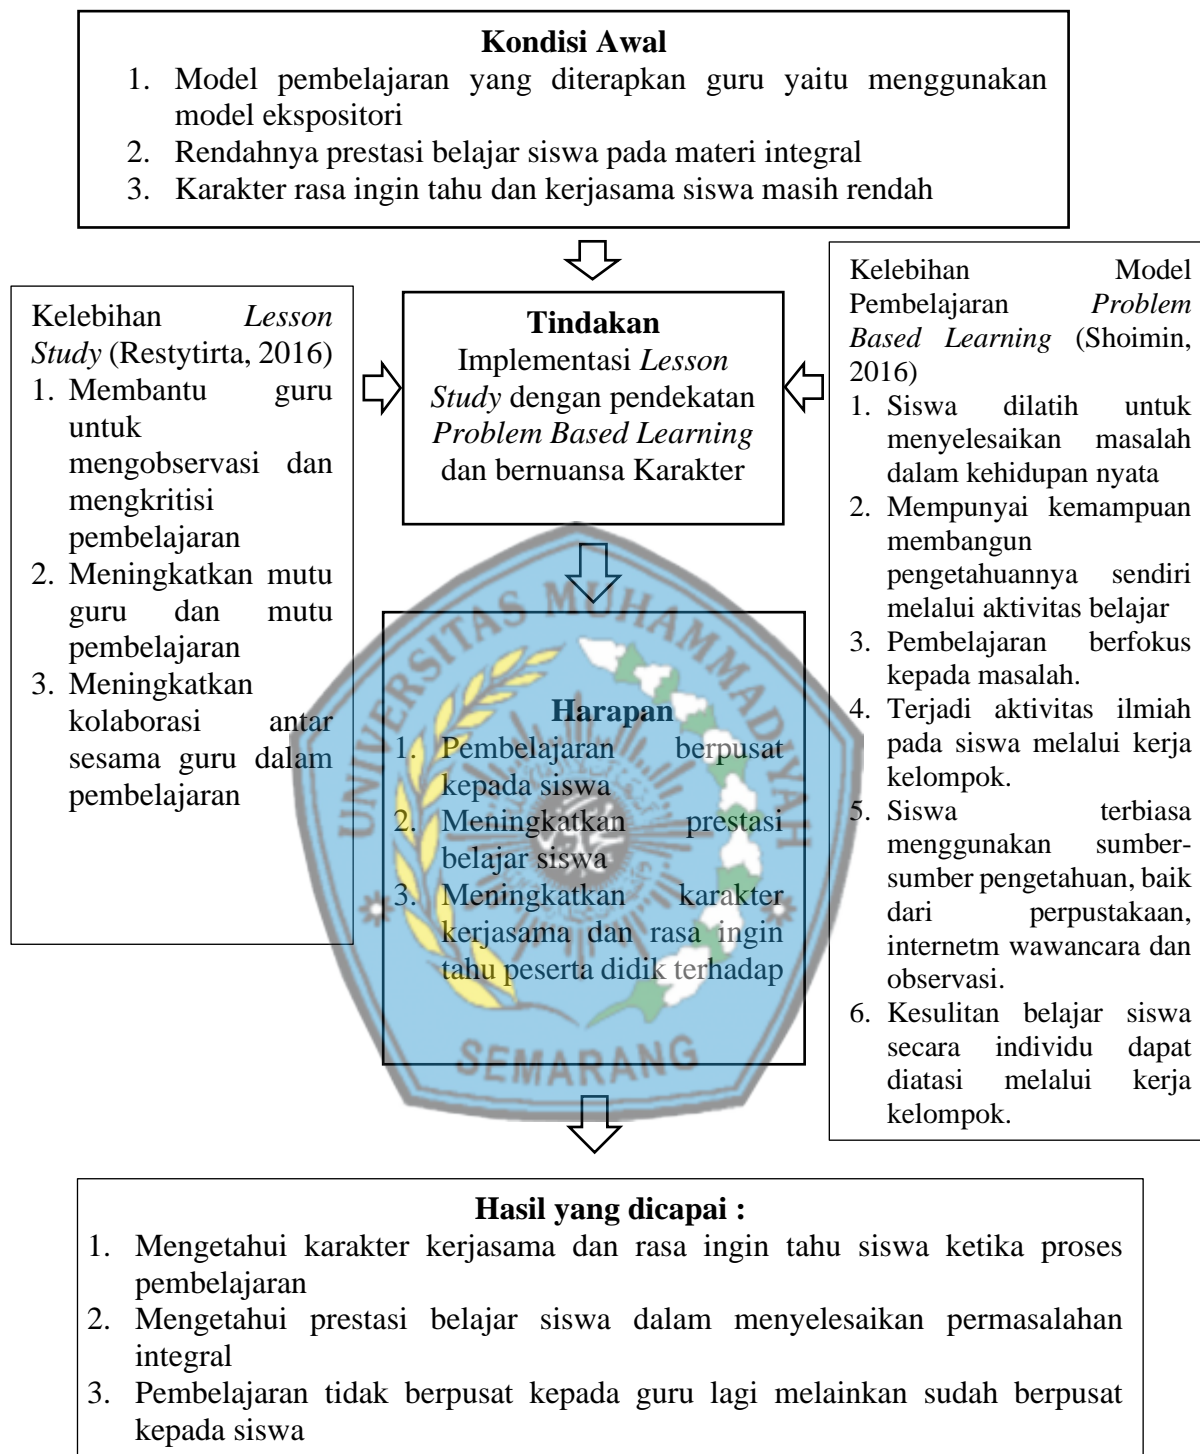 Kondisi Awal
1. Model pembelajaran yang diterapkan guru yaitu menggunakan
model ekspositori
2. Rendahnya prestasi belajar siswa pada materi integral
3. Karakter rasa ingin tahu dan kerjasama siswa masih rendah
Kelebihan Lesson
Study (Restytirta, 2016)
1. Membantu guru
untuk
mengobservasi dan
mengkritisi
pembelajaran
2. Meningkatkan mutu
guru dan mutu
pembelajaran
3. Meningkatkan
kolaborasi antar
sesama guru dalam
pembelajaran
Tindakan
Implementasi Lesson
Study dengan pendekatan
Problem Based Learning
dan bernuansa Karakter
Kelebihan Model
Pembelajaran Problem
Based Learning (Shoimin,
2016)
1. Siswa dilatih untuk
menyelesaikan masalah
dalam kehidupan nyata
2. Mempunyai kemampuan
membangun
pengetahuannya sendiri
melalui aktivitas belajar
3. Pembelajaran berfokus
kepada masalah.
4. Terjadi aktivitas ilmiah
pada siswa melalui kerja
kelompok.
5. Siswa terbiasa
menggunakan sumber-
sumber pengetahuan, baik
dari perpustakaan,
internetm wawancara dan
observasi.
6. Kesulitan belajar siswa
secara individu dapat
diatasi melalui kerja
kelompok.
UNIVERSITAS MUHAMMADIYAH
SEMARANG
Harapan
1. Pembelajaran berpusat
kepada siswa
2. Meningkatkan prestasi
belajar siswa
3. Meningkatkan karakter
kerjasama dan rasa ingin
tahu peserta didik terhadap
Hasil yang dicapai :
1. Mengetahui karakter kerjasama dan rasa ingin tahu siswa ketika proses
pembelajaran
2. Mengetahui prestasi belajar siswa dalam menyelesaikan permasalahan
integral
3. Pembelajaran tidak berpusat kepada guru lagi melainkan sudah berpusat
kepada siswa